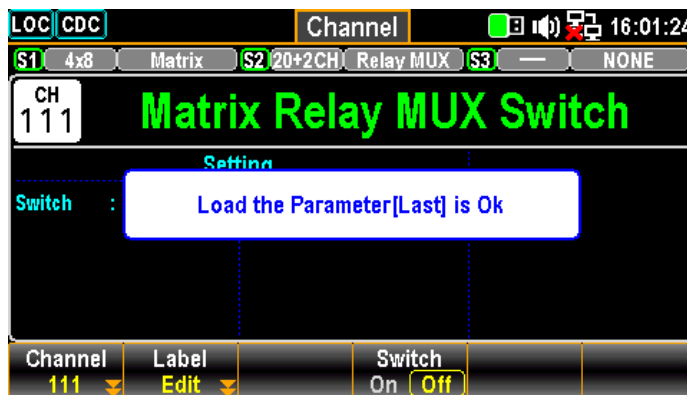 LOC CDC Channel 16:01:24
S1 4x8 Matrix S2 20+2CH Relay MUX S3 — NONE
CH
111
Matrix Relay MUX Switch
Setting
Switch :
Load the Parameter[Last] is Ok
Channel Label Switch
111 Edit On Off